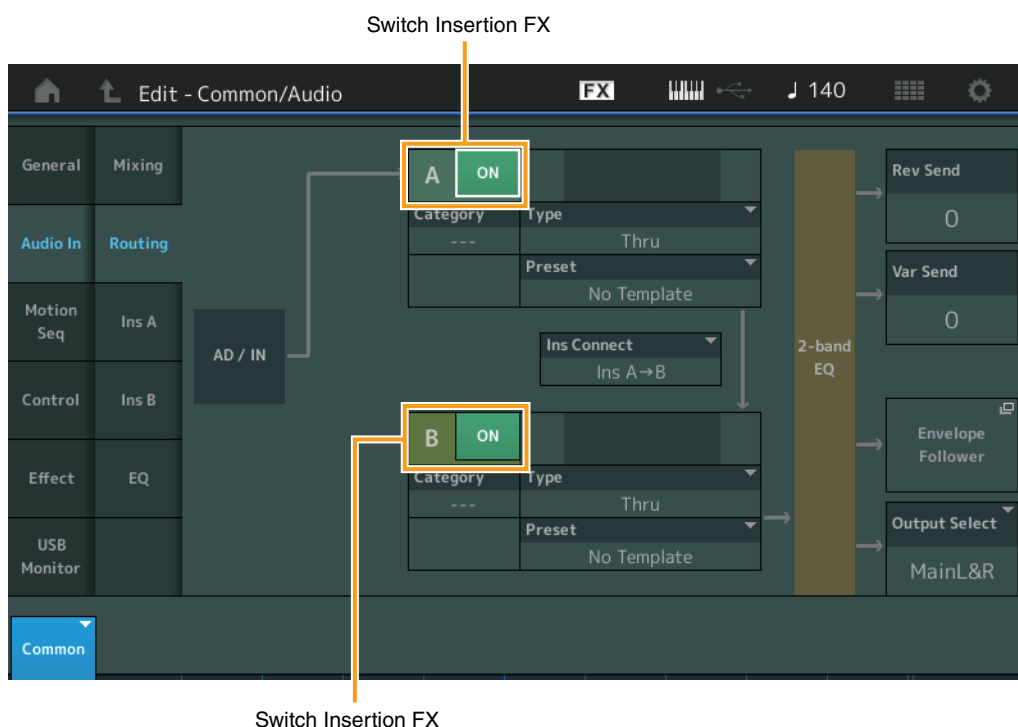 Switch Insertion FX
Edit - Common/Audio
FX
♩ 140
General
Mixing
A
ON
Rev Send
0
Category
Type
---
Thru
Audio In
Routing
Preset
No Template
Var Send
0
Motion
Seq
Ins A
AD / IN
Ins Connect
Ins A→B
2-band
EQ
Control
Ins B
B
ON
Envelope
Follower
Effect
EQ
Category
Type
---
Thru
Preset
No Template
Output Select
MainL&R
USB
Monitor
Common
Switch Insertion FX